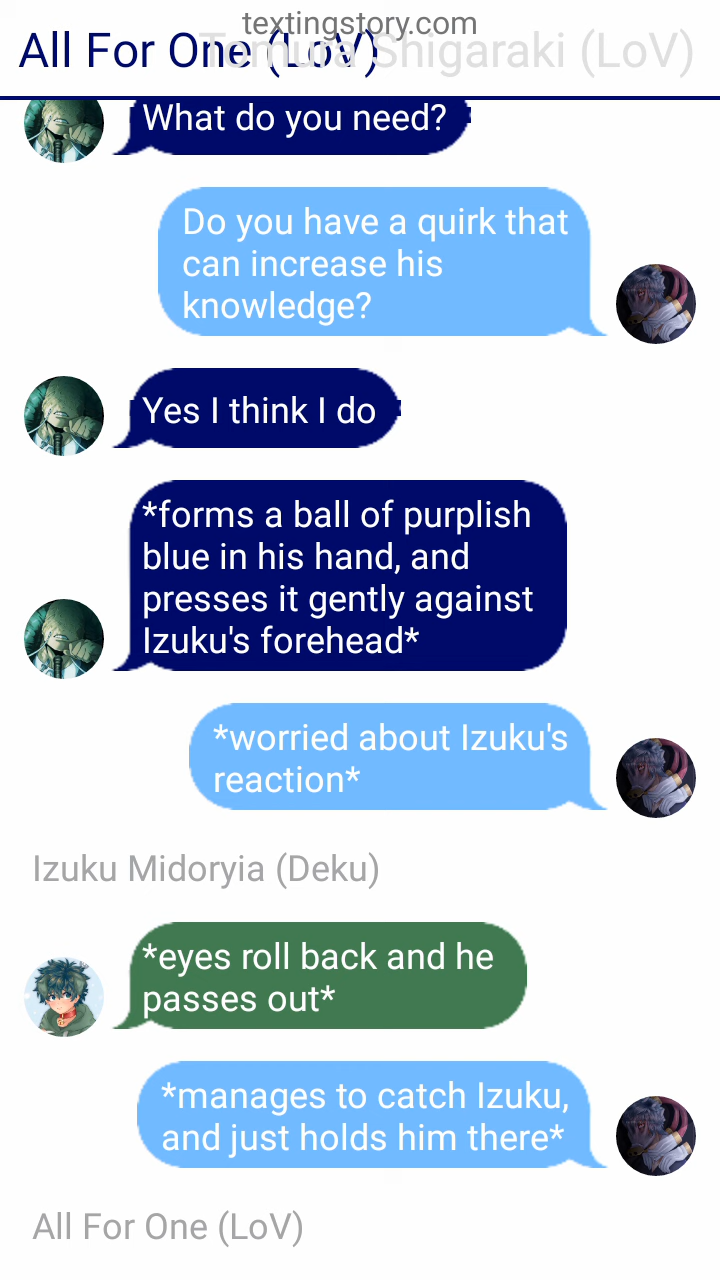 textingstory.com
All For One (LoV)
Tomura Shigaraki (LoV)
What do you need?
Do you have a quirk that
can increase his
knowledge?
Yes I think I do
*forms a ball of purplish
blue in his hand, and
presses it gently against
Izuku's forehead*
*worried about Izuku's
reaction*
Izuku Midoryia (Deku)
*eyes roll back and he
passes out*
*manages to catch Izuku,
and just holds him there*
All For One (LoV)